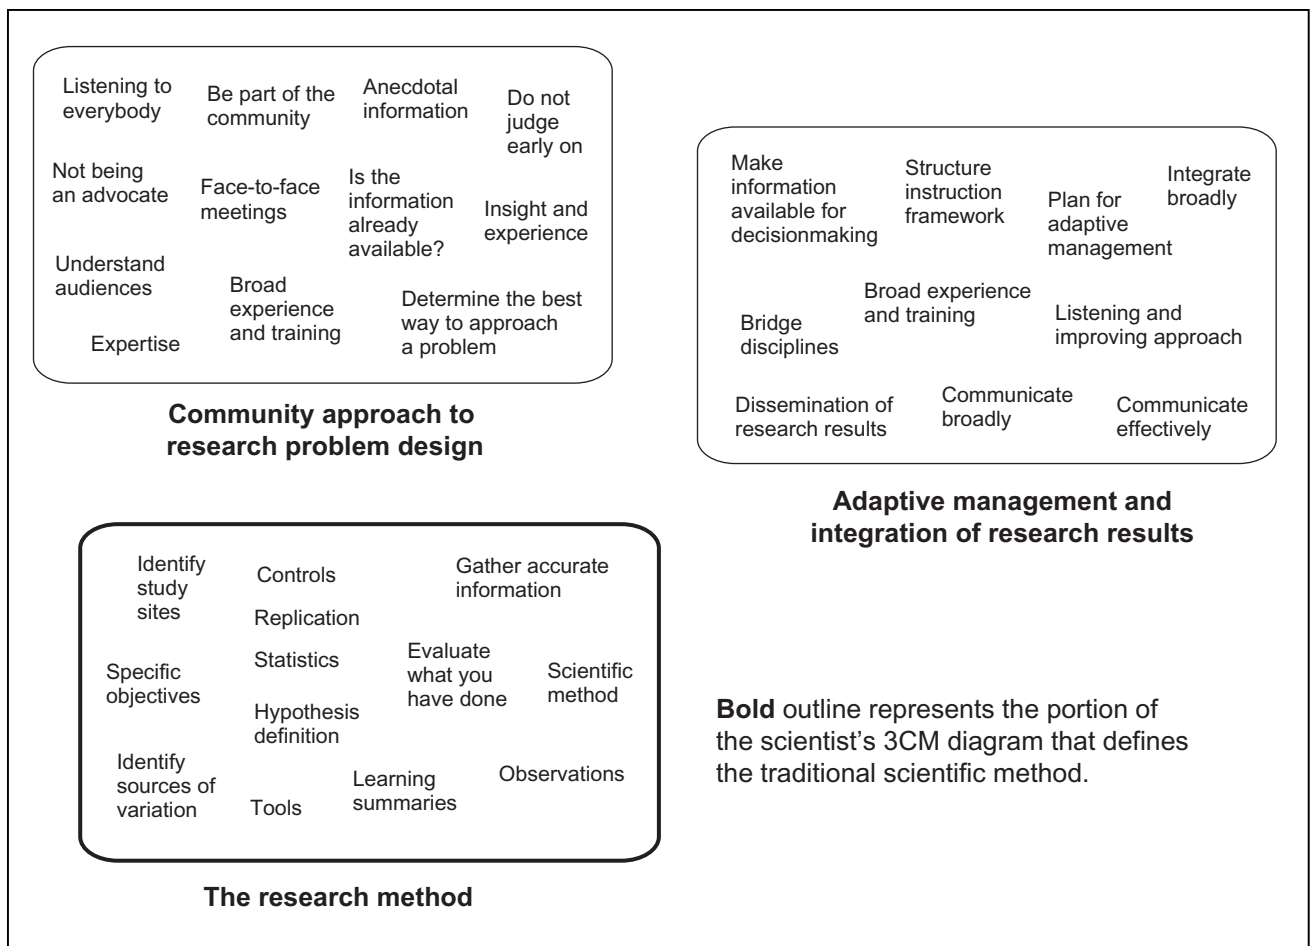 Listening to
everybody
Be part of the
community
Anecdotal
information
Do not
judge
early on
Not being
an advocate
Face-to-face
meetings
Is the
information
already
available?
Insight and
experience
Understand
audiences
Broad
experience
and training
Determine the best
way to approach
a problem
Expertise
Community approach to
research problem design
Make
information
available for
decisionmaking
Structure
instruction
framework
Plan for
adaptive
management
Integrate
broadly
Bridge
disciplines
Broad experience
and training
Listening and
improving approach
Dissemination of
research results
Communicate
broadly
Communicate
effectively
Adaptive management and
integration of research results
Identify
study
sites
Controls
Gather accurate
information
Replication
Specific
objectives
Statistics
Evaluate
what you
have done
Scientific
method
Hypothesis
definition
Identify
sources of
variation
Tools
Learning
summaries
Observations
The research method
Bold outline represents the portion of
the scientist’s 3CM diagram that defines
the traditional scientific method.